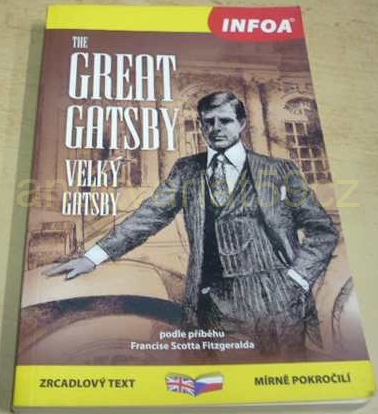 INFOA®
THE
GREAT
GATSBY
VELKÝ
GATSBY
podle příběhu
Francise Scotta Fitzgeralda
ZRCADLOVÝ TEXT
MÍRNĚ POKROČILÍ